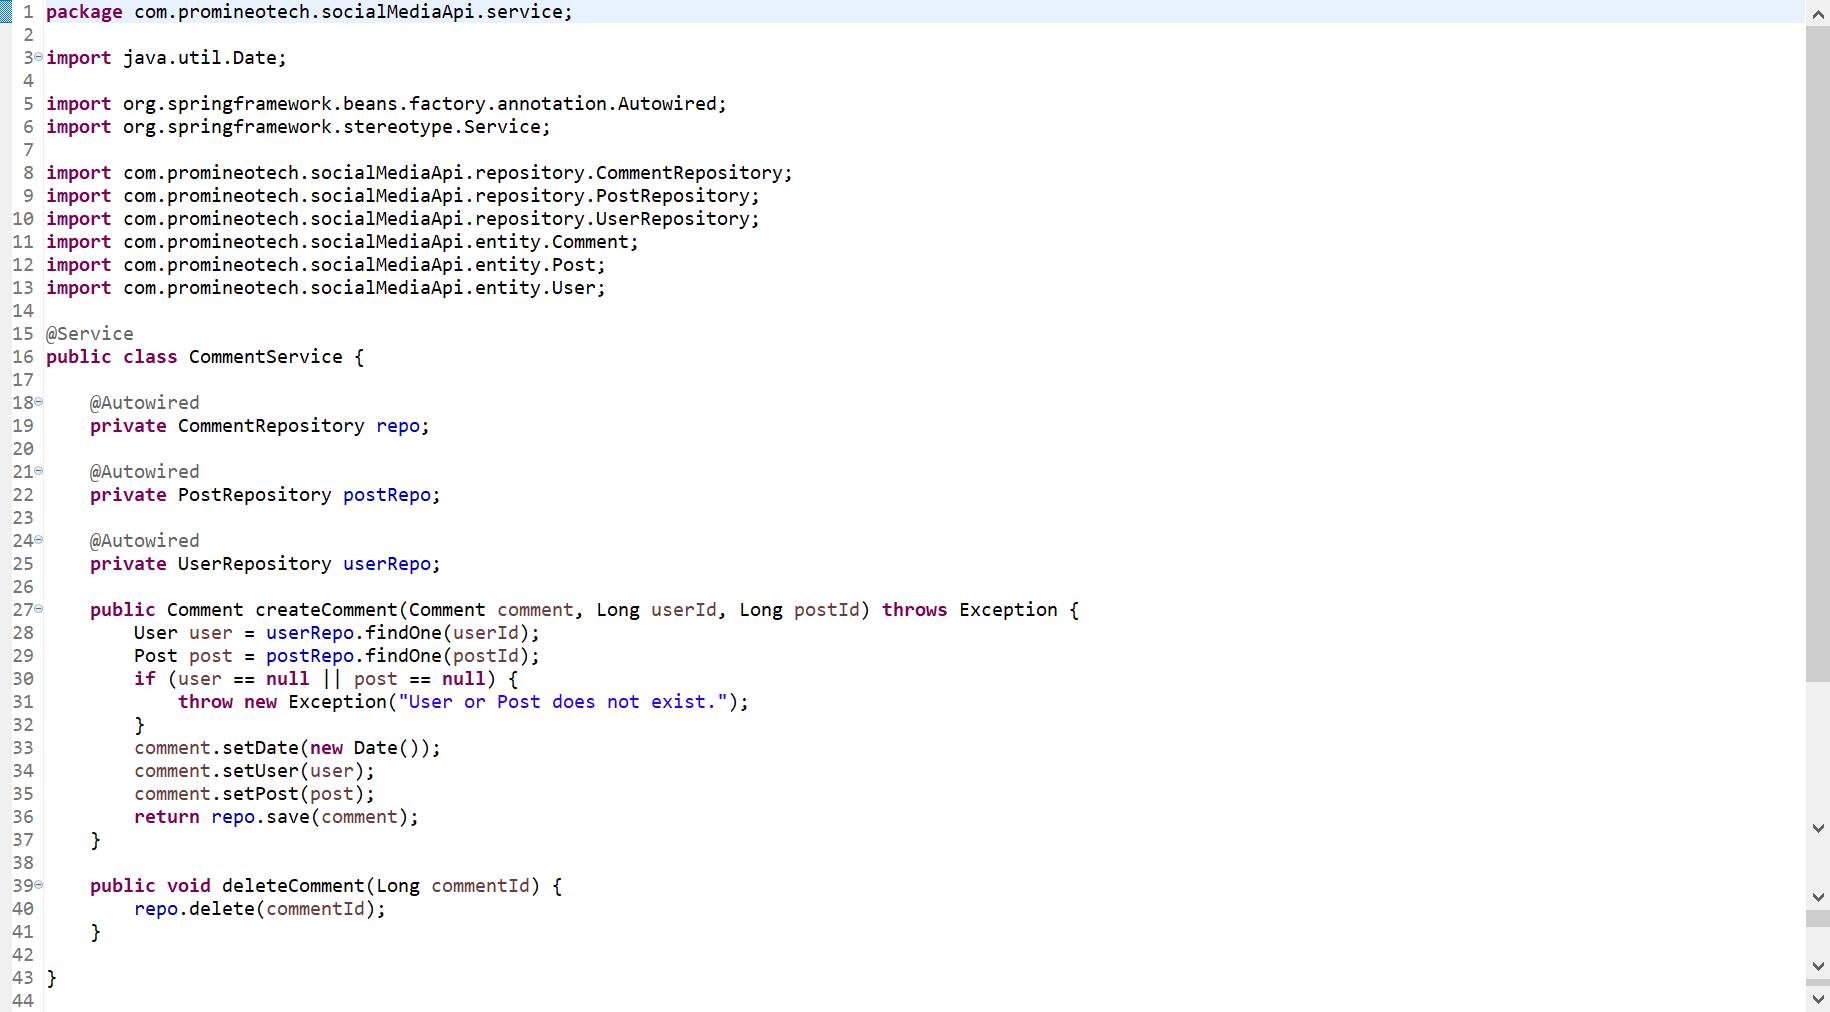 1 package com.promineotech.socialMediaApi.service;
2
3 import java.util.Date;
4
5 import org.springframework.beans.factory.annotation.Autowired;
6 import org.springframework.stereotype.Service;
7
8 import com.promineotech.socialMediaApi.repository.CommentRepository;
9 import com.promineotech.socialMediaApi.repository.PostRepository;
10 import com.promineotech.socialMediaApi.repository.UserRepository;
11 import com.promineotech.socialMediaApi.entity.Comment;
12 import com.promineotech.socialMediaApi.entity.Post;
13 import com.promineotech.socialMediaApi.entity.User;
14
15 @Service
16 public class CommentService {
17
18     @Autowired
19     private CommentRepository repo;
20
21     @Autowired
22     private PostRepository postRepo;
23
24     @Autowired
25     private UserRepository userRepo;
26
27     public Comment createComment(Comment comment, Long userId, Long postId) throws Exception {
28         User user = userRepo.findOne(userId);
29         Post post = postRepo.findOne(postId);
30         if (user == null || post == null) {
31             throw new Exception("User or Post does not exist.");
32         }
33         comment.setDate(new Date());
34         comment.setUser(user);
35         comment.setPost(post);
36         return repo.save(comment);
37     }
38
39     public void deleteComment(Long commentId) {
40         repo.delete(commentId);
41     }
42
43 }
44